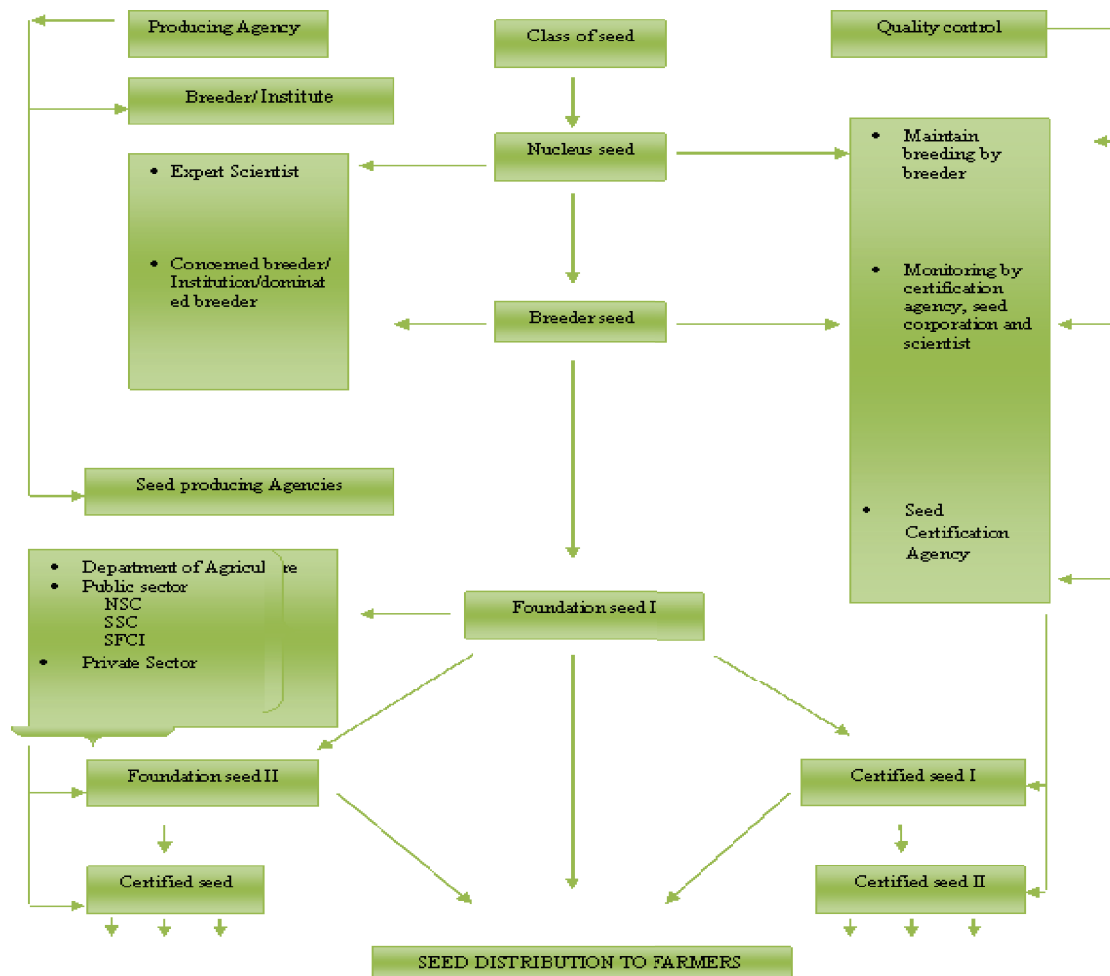 Producing Agency
Class of seed
Quality control
Breeder/ Institute
Nucleus seed
• Maintain
breeding by
breeder
• Expert Scientist
• Concerned breeder/
Institution/dominat
ed breeder
• Monitoring by
certification
agency, seed
corporation and
scientist
Breeder seed
Seed producing Agencies
• Seed
Certification
Agency
• Department of Agricul re
• Public sector
NSC
SSC
SFCI
• Private Sector
Foundation seed I
Foundation seed II
Certified seed I
Certified seed
Certified seed II
SEED DISTRIBUTION TO FARMERS